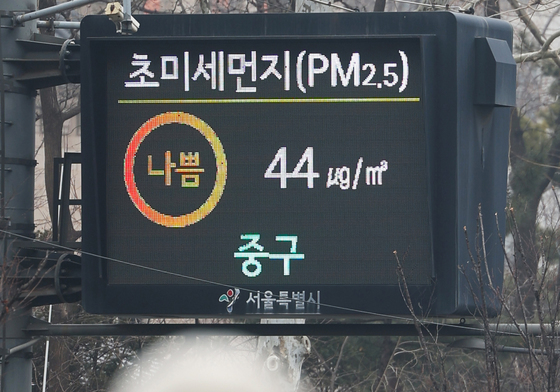 초미세먼지(PM2.5)
나쁨 44 μg/㎥
중구
서울특별시